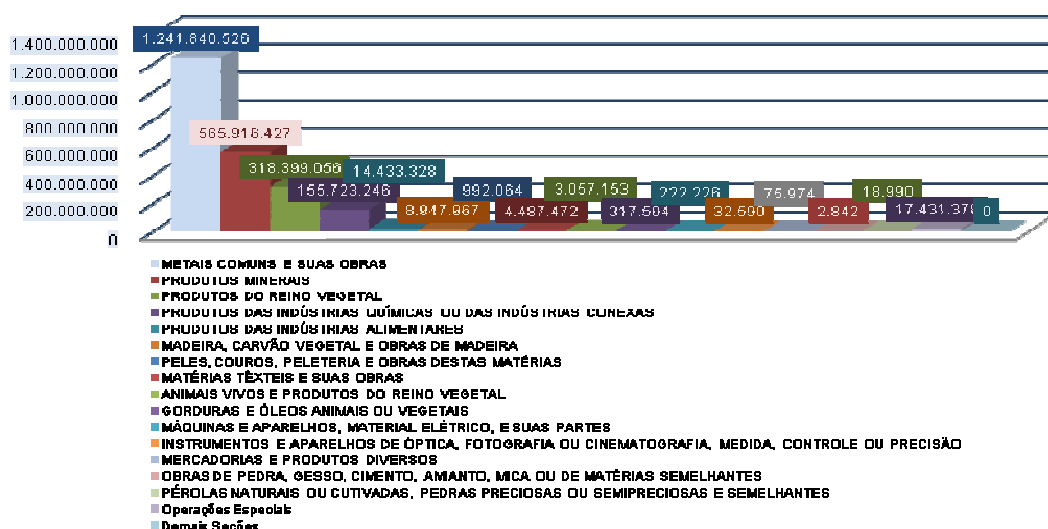 1.400.000.000
1.200.000.000
1.000.000.000
800.000.000
600.000.000
400.000.000
200.000.000
0
1.241.840.526
565.916.427
318.399.056
155.723.246
14.433.328
8.947.967
992.064
4.487.472
3.057.153
317.504
222.226
32.590
75.974
2.842
18.990
17.431.379
0
METAIS COMUNS E SUAS OBRAS
PRODUTOS MINERAIS
PRODUTOS DO REINO VEGETAL
PRODUTOS DAS INDÚSTRIAS QUÍMICAS OU DAS INDÚSTRIAS CONEXAS
PRODUTOS DAS INDÚSTRIAS ALIMENTARES
MADEIRA, CARVÃO VEGETAL E OBRAS DE MADEIRA
PELES, COUROS, PELETERIA E OBRAS DESTAS MATÉRIAS
MATÉRIAS TÊXTEIS E SUAS OBRAS
ANIMAIS VIVOS E PRODUTOS DO REINO VEGETAL
GORDURAS E ÓLEOS ANIMAIS OU VEGETAIS
MÁQUINAS E APARELHOS, MATERIAL ELÉTRICO, E SUAS PARTES
INSTRUMENTOS E APARELHOS DE ÓPTICA, FOTOGRAFIA OU CINEMATOGRAFIA, MEDIDA, CONTROLE OU PRECISÃO
MERCADORIAS E PRODUTOS DIVERSOS
OBRAS DE PEDRA, GESSO, CIMENTO, AMIANTO, MICA OU DE MATÉRIAS SEMELHANTES
PÉROLAS NATURAIS OU CUTIVADAS, PEDRAS PRECIOSAS OU SEMIPRECIOSAS E SEMELHANTES
Operações Especiais
Demais Seções